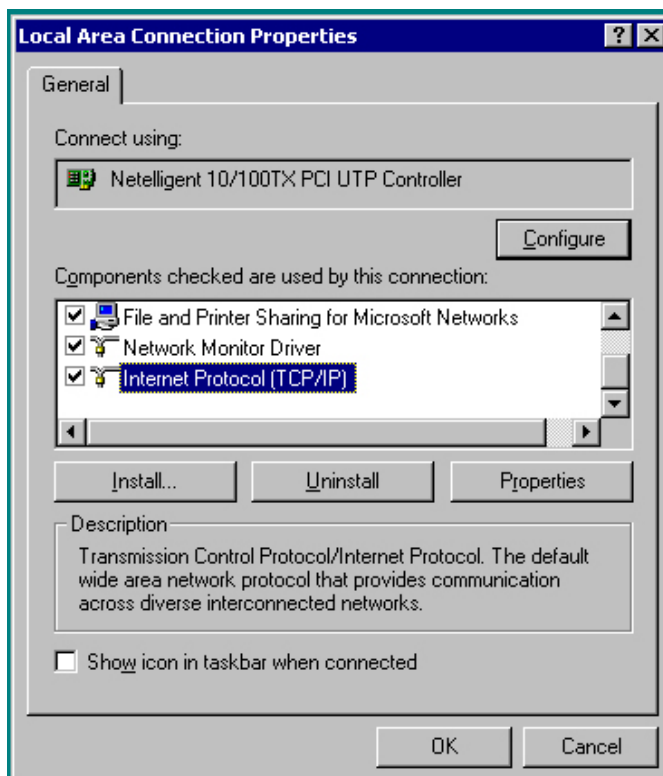 Local Area Connection Properties
General
Connect using:
Netelligent 10/100TX PCI UTP Controller
Configure
Components checked are used by this connection:
File and Printer Sharing for Microsoft Networks
Network Monitor Driver
Internet Protocol (TCP/IP)
Install...
Uninstall
Properties
Description
Transmission Control Protocol/Internet Protocol. The default
wide area network protocol that provides communication
across diverse interconnected networks.
Show icon in taskbar when connected
OK
Cancel